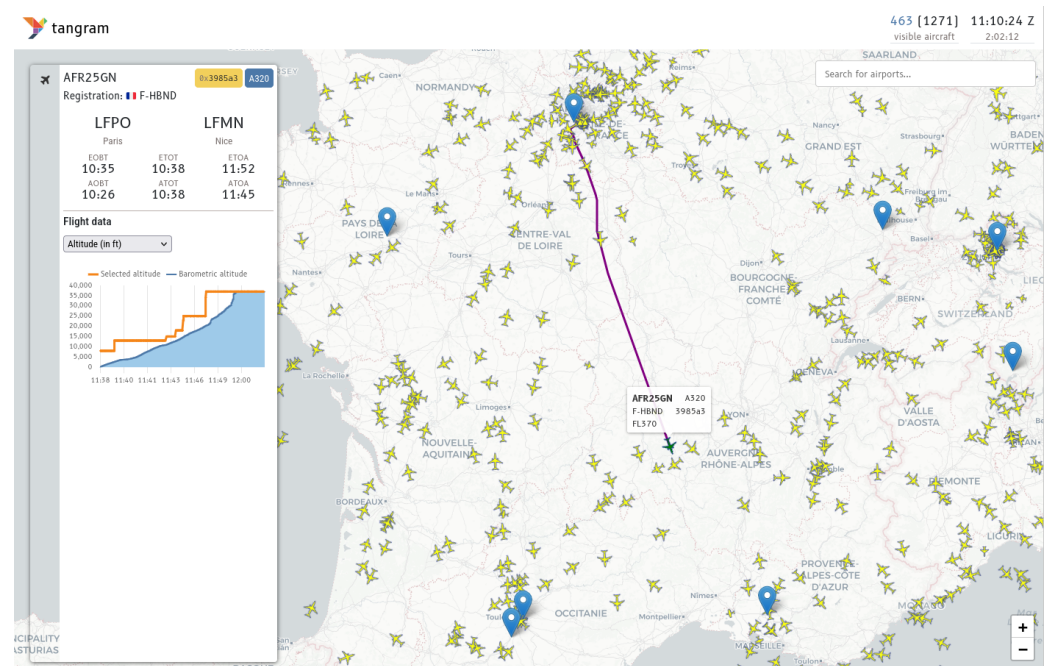 tangram
463 (1271) 11:10:24 Z
visible aircraft 2:02:12
AFR25GN 0x3985a3 A320
Registration: F-HBND
LFPO LFMN
Paris Nice
EOBT ETOT ETOA
10:35 10:38 11:52
AOBT ATOT ATOA
10:26 10:38 11:45
Flight data
Altitude (in ft)
Selected altitude Barometric altitude
40,000
35,000
30,000
25,000
20,000
15,000
10,000
5,000
0
11:38 11:40 11:41 11:43 11:46 11:49 12:00
Search for airports...
SAARLAND
Reims
Caen
NORMANDY
Nancy
Strasbourg
GRAND EST
Troyes
Freiburg im
Breisgau
Le Mans
Orléans
PAYS DE
LOIRE
CENTRE-VAL
DE LOIRE
Basel
Tours
Nantes
Dijon
BOURGOGNE
FRANCHE
COMTÉ
BERN
SWITZERLAND
Lausanne
GENEVA
La Rochelle
AFR25GN A320
F-HBND 3985a3
FL370
Limoges
LYON
VALLE
D'AOSTA
NOUVELLE-
AQUITAINE
AUVERGNE
RHÔNE-ALPES
PIEMONTE
BORDEAUX
PROVENCE-
ALPES-CÔTE
D'AZUR
Nîmes
OCCITANIE
Montpellier
MONACO
MARSEILLE
Toulon
+
−